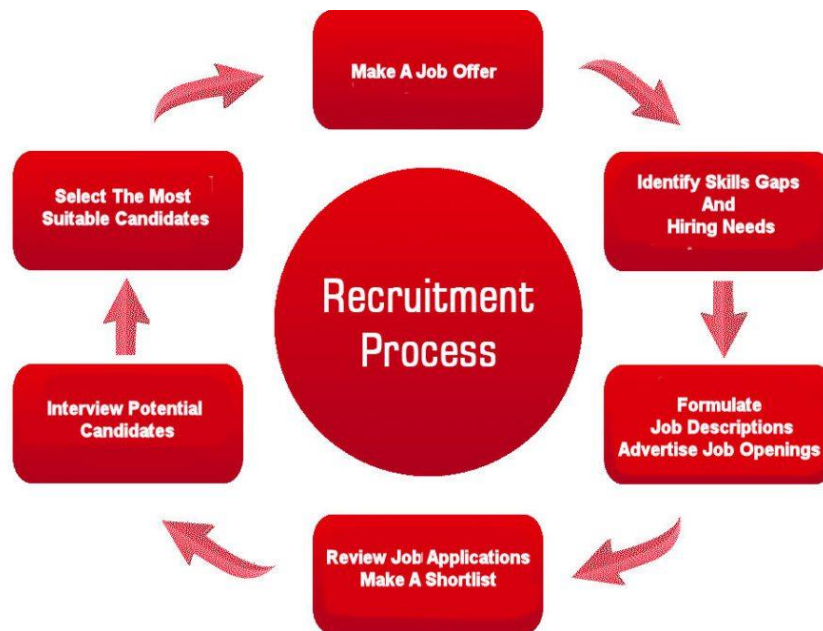 Make A Job Offer
Identify Skills Gaps
And
Hiring Needs
Formulate
Job Descriptions
Advertise Job Openings
Review Job Applications
Make A Shortlist
Interview Potential
Candidates
Select The Most
Suitable Candidates
Recruitment
Process